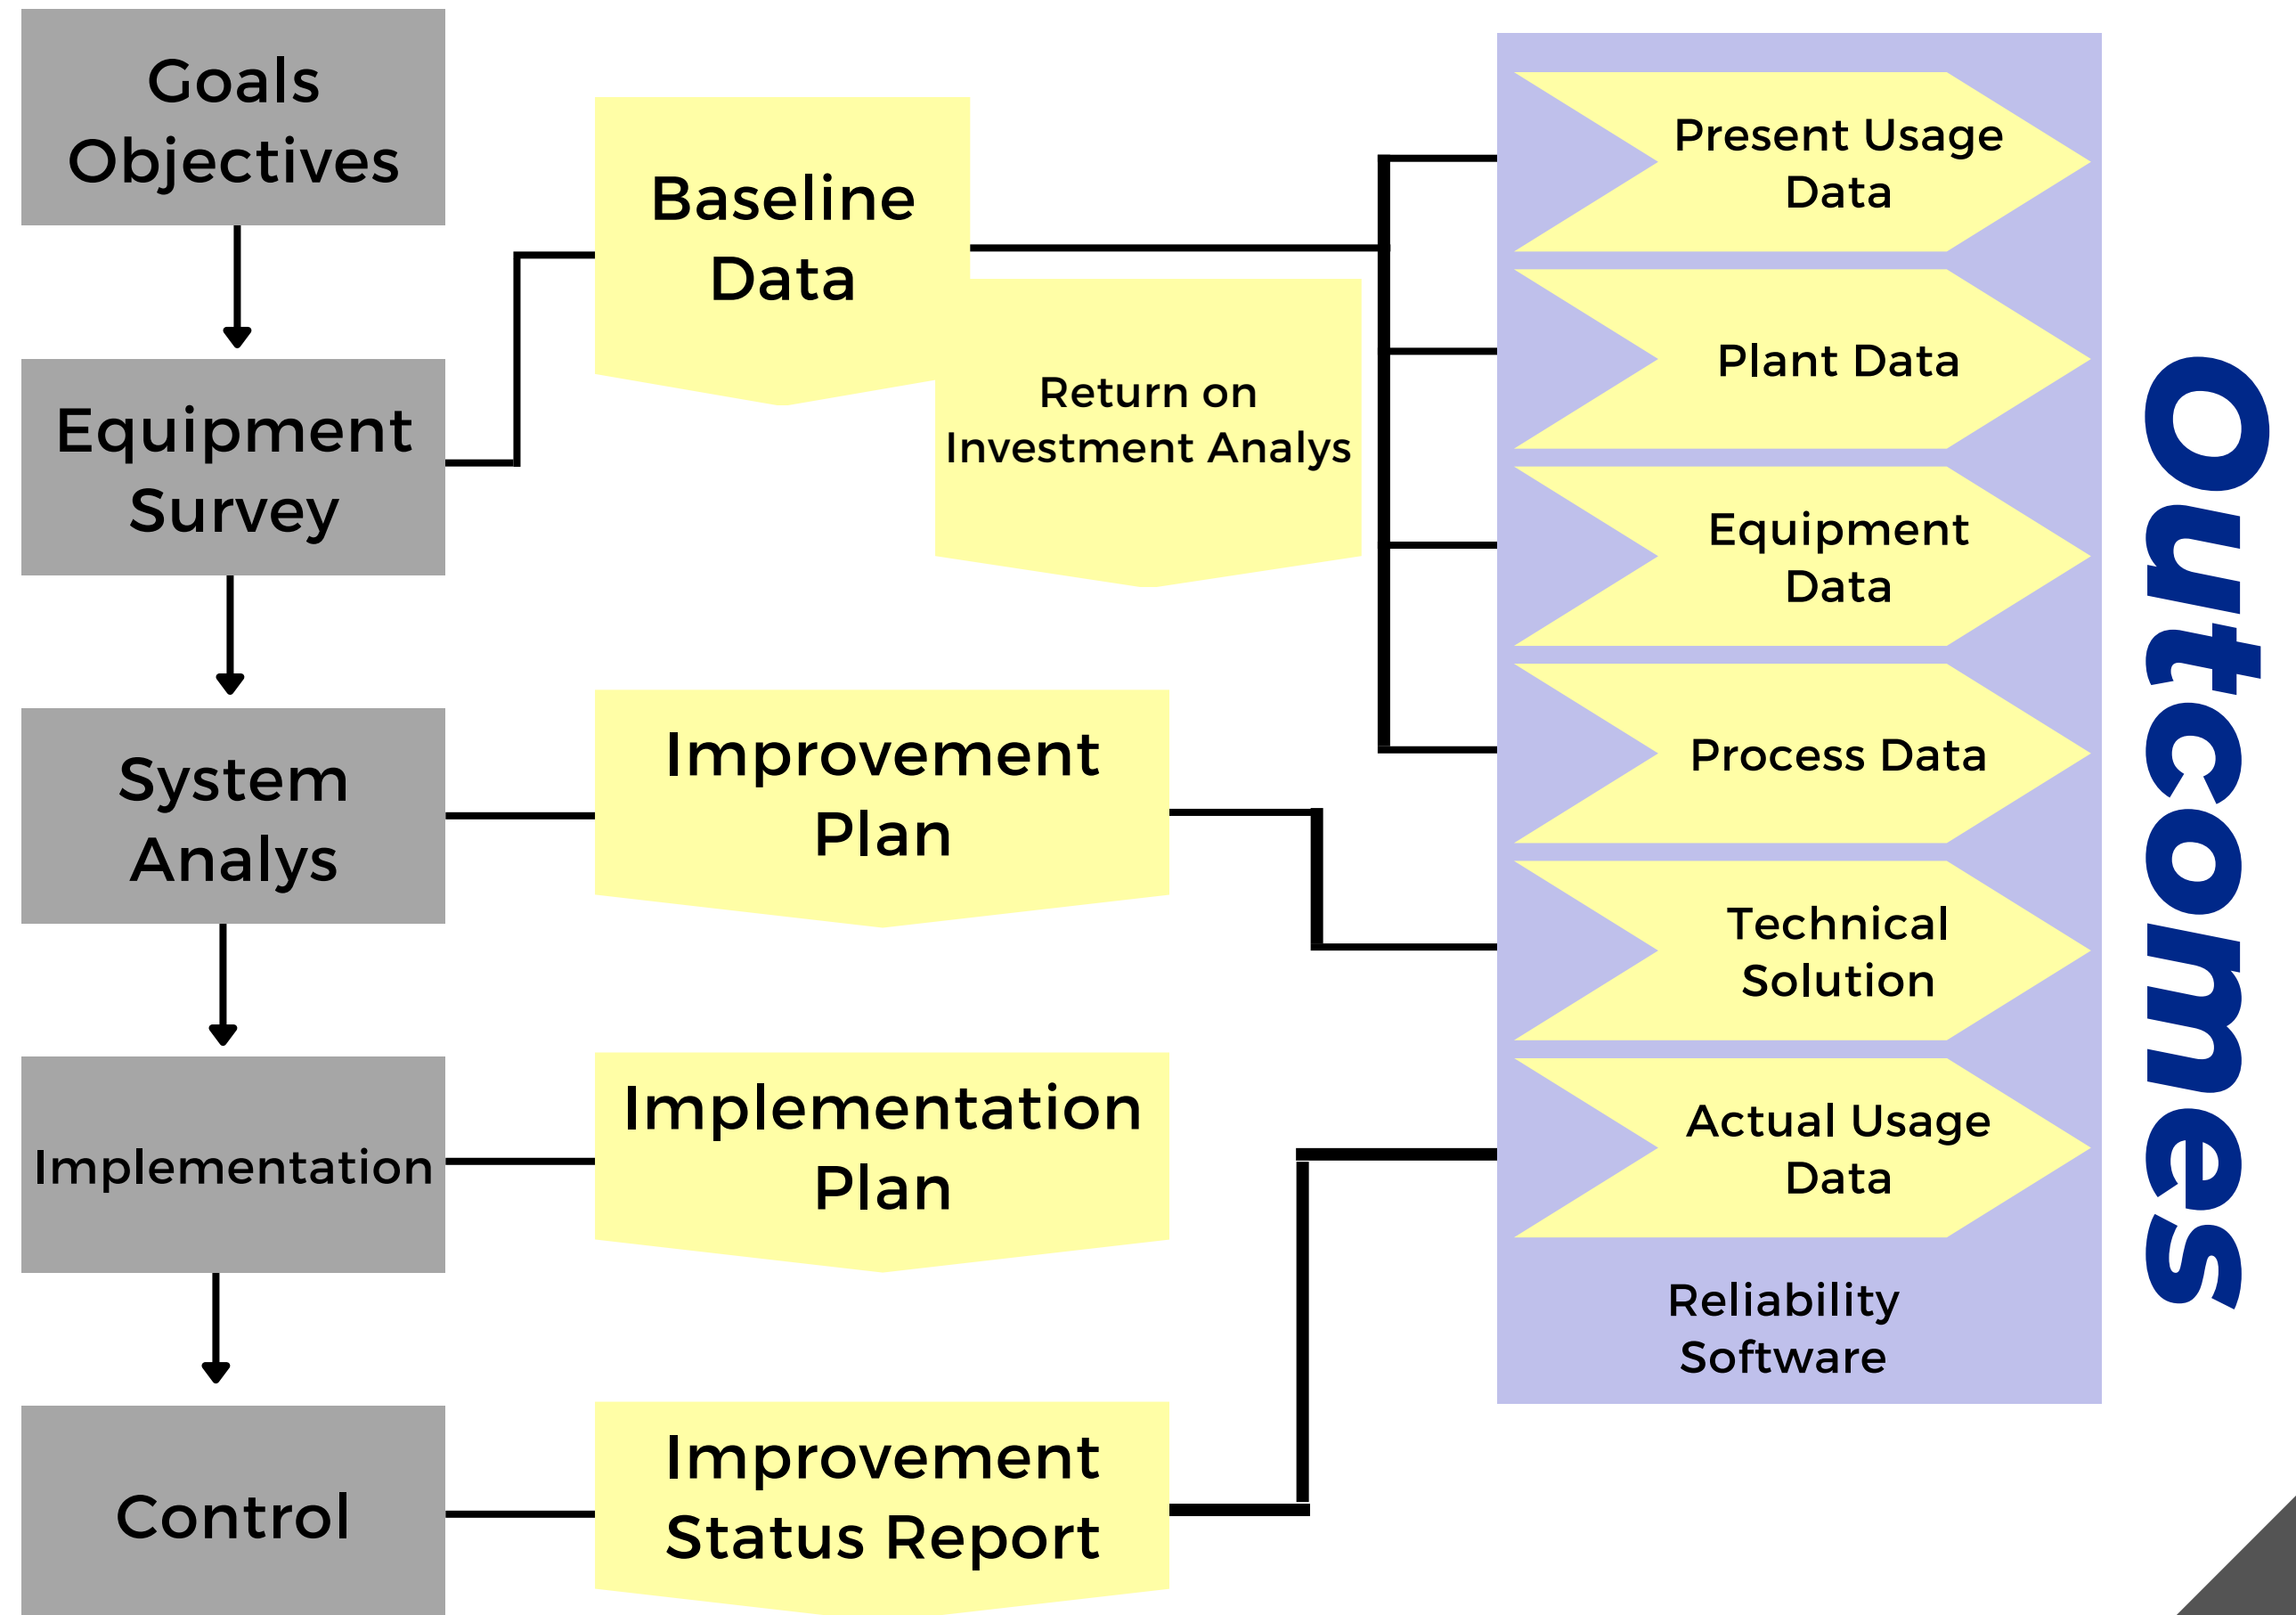 Goals
Objectives
Equipment
Survey
System
Analys
Implementation
Control
Baseline
Data
Return on
Investment Analys
Improvement
Plan
Implementation
Plan
Improvement
Status Report
Present Usage
Data
Plant Data
Equipment
Data
Process Data
Technical
Solution
Actual Usage
Data
Reliability
Software
Outcomes